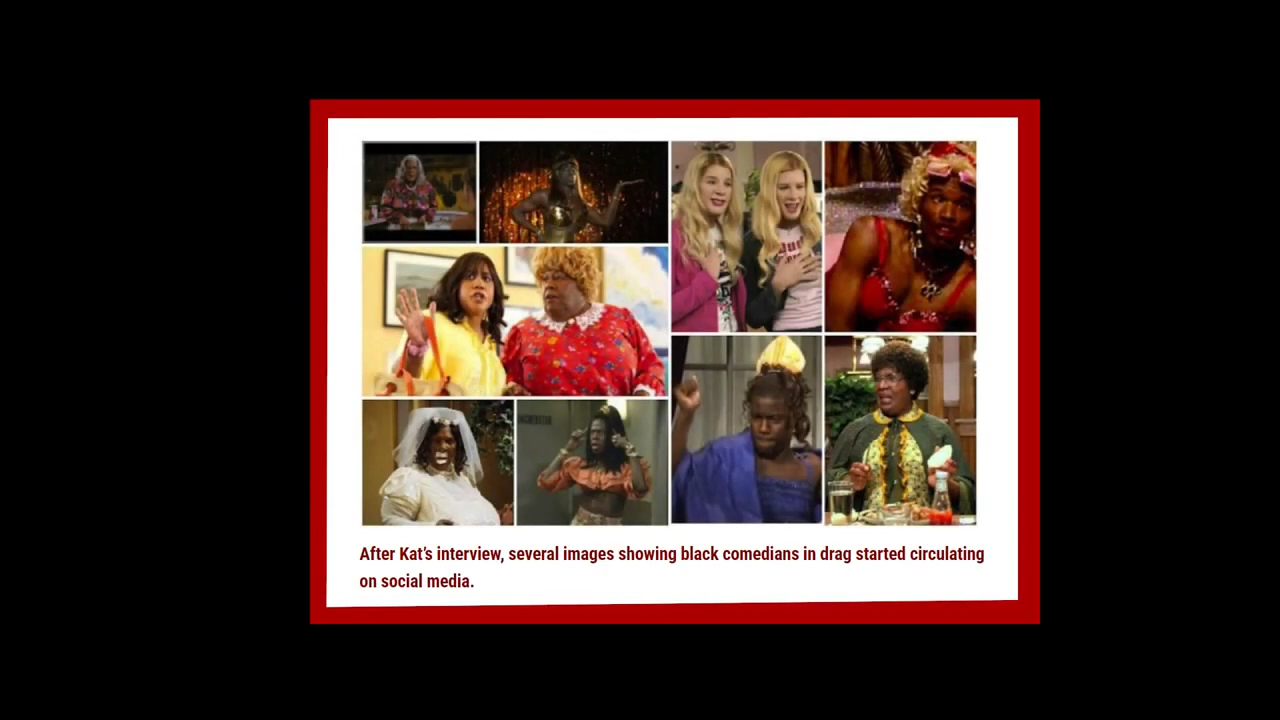 After Kat's interview, several images showing black comedians in drag started circulating
on social media.